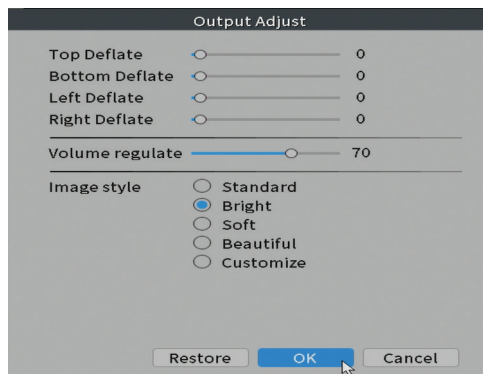 Output Adjust
Top Deflate 0
Bottom Deflate 0
Left Deflate 0
Right Deflate 0
Volume regulate 70
Image style Standard
Bright
Soft
Beautiful
Customize
Restore OK Cancel